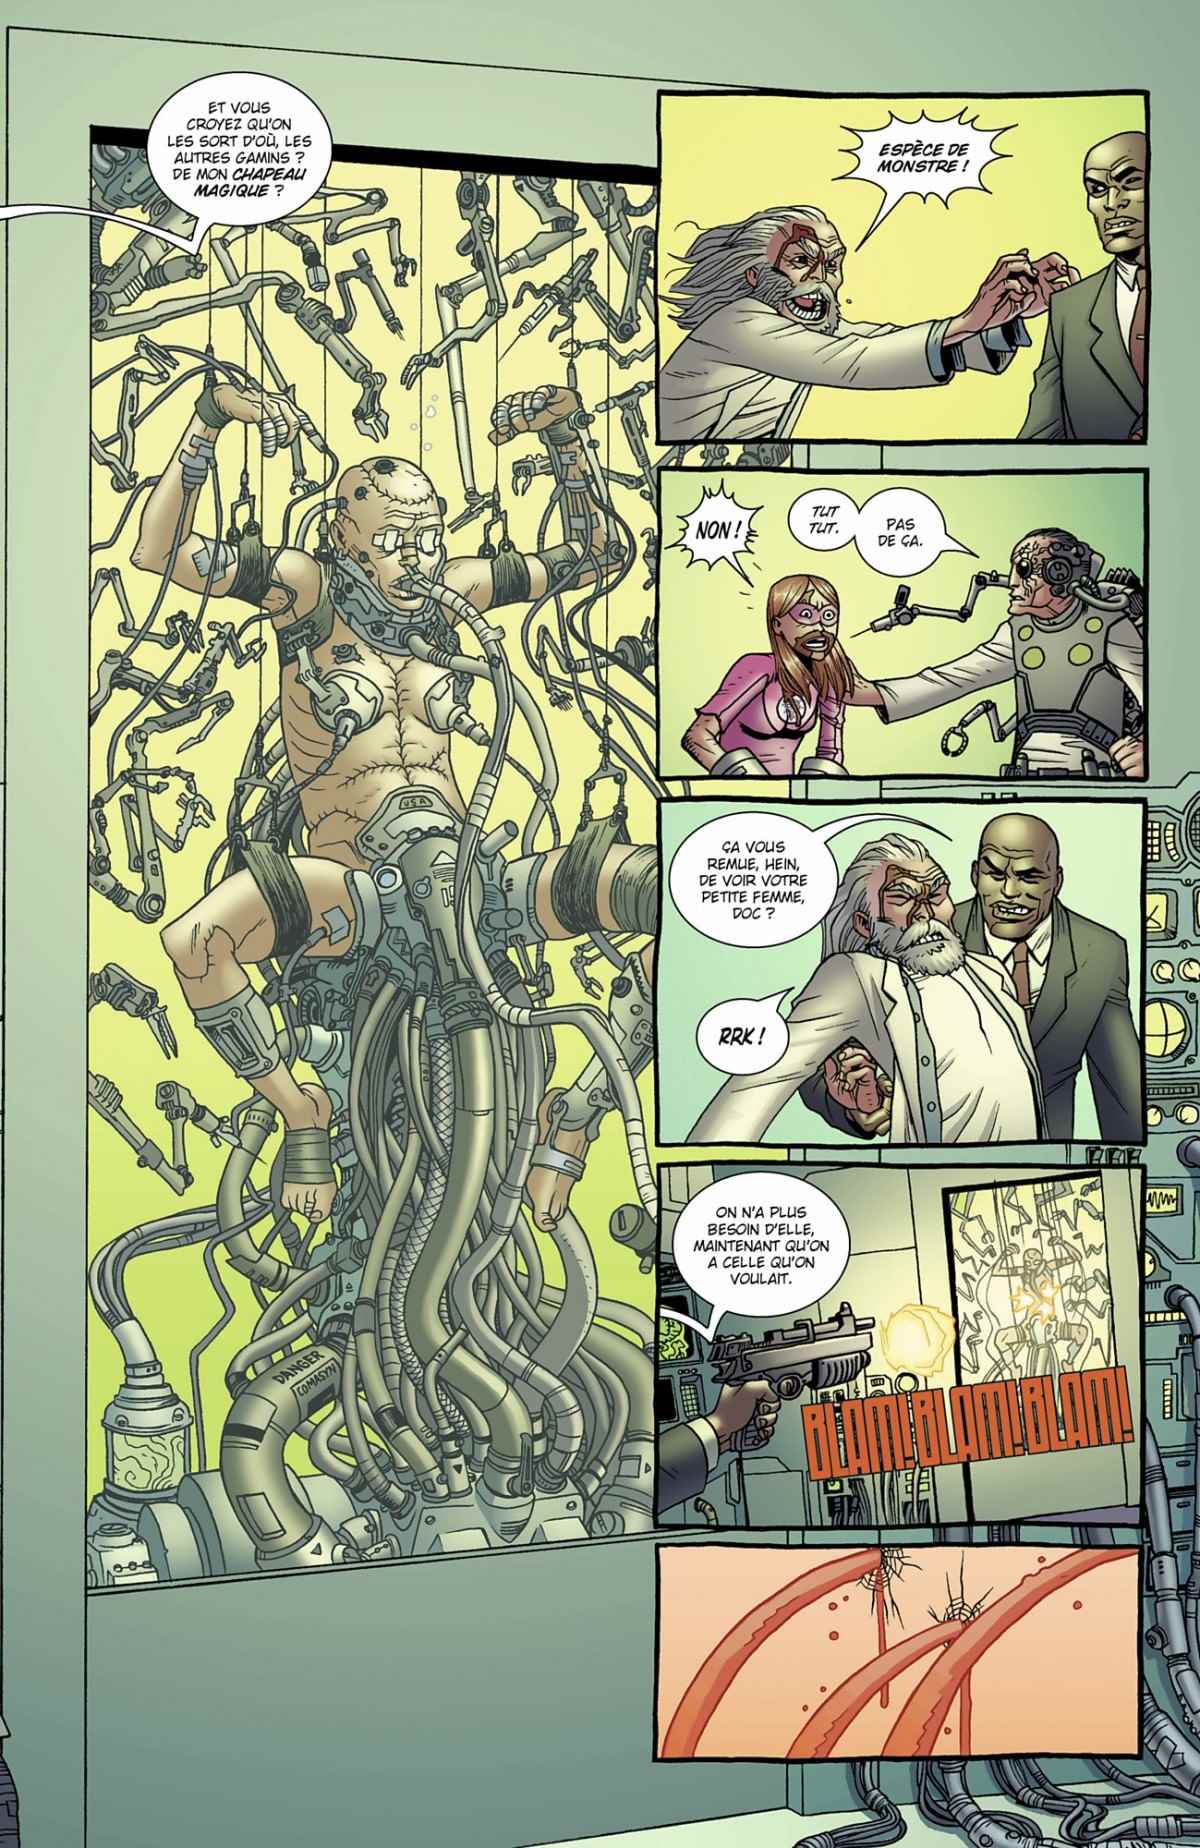 ET VOUS
CROYEZ QU'ON
LES SORT D'OÙ, LES
AUTRES GAMINS ?
DE MON CHAPEAU
MAGIQUE ?
ESPÈCE DE
MONSTRE !
NON !
TUT
TUT.
PAS
DE ÇA.
ÇA VOUS
REMUE, HEIN,
DE VOIR VOTRE
PETITE FEMME,
DOC ?
RRK !
ON N'A PLUS
BESOIN D'ELLE,
MAINTENANT QU'ON
A CELLE QU'ON
VOULAIT.
BLAM! BLAM! BLAM!
USA
DANGER
COMASYN